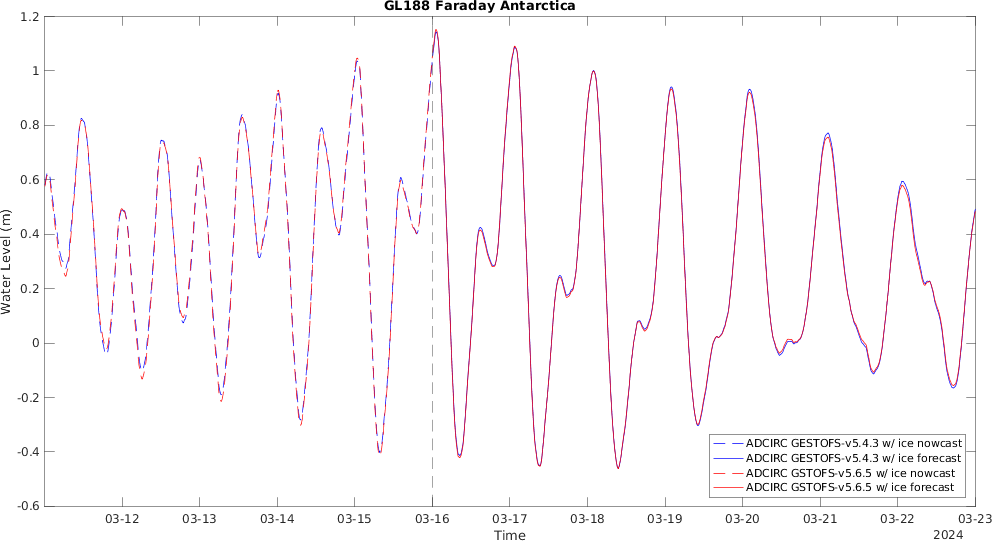 GL188 Faraday Antarctica
Water Level (m)
1.2
1
0.8
0.6
0.4
0.2
0
-0.2
-0.4
-0.6
ADCIRC GESTOFS-v5.4.3 w/ ice nowcast
ADCIRC GESTOFS-v5.4.3 w/ ice forecast
ADCIRC GSTOFS-v5.6.5 w/ ice nowcast
ADCIRC GSTOFS-v5.6.5 w/ ice forecast
03-12 03-13 03-14 03-15 03-16 03-17 03-18 03-19 03-20 03-21 03-22 03-23
Time
2024